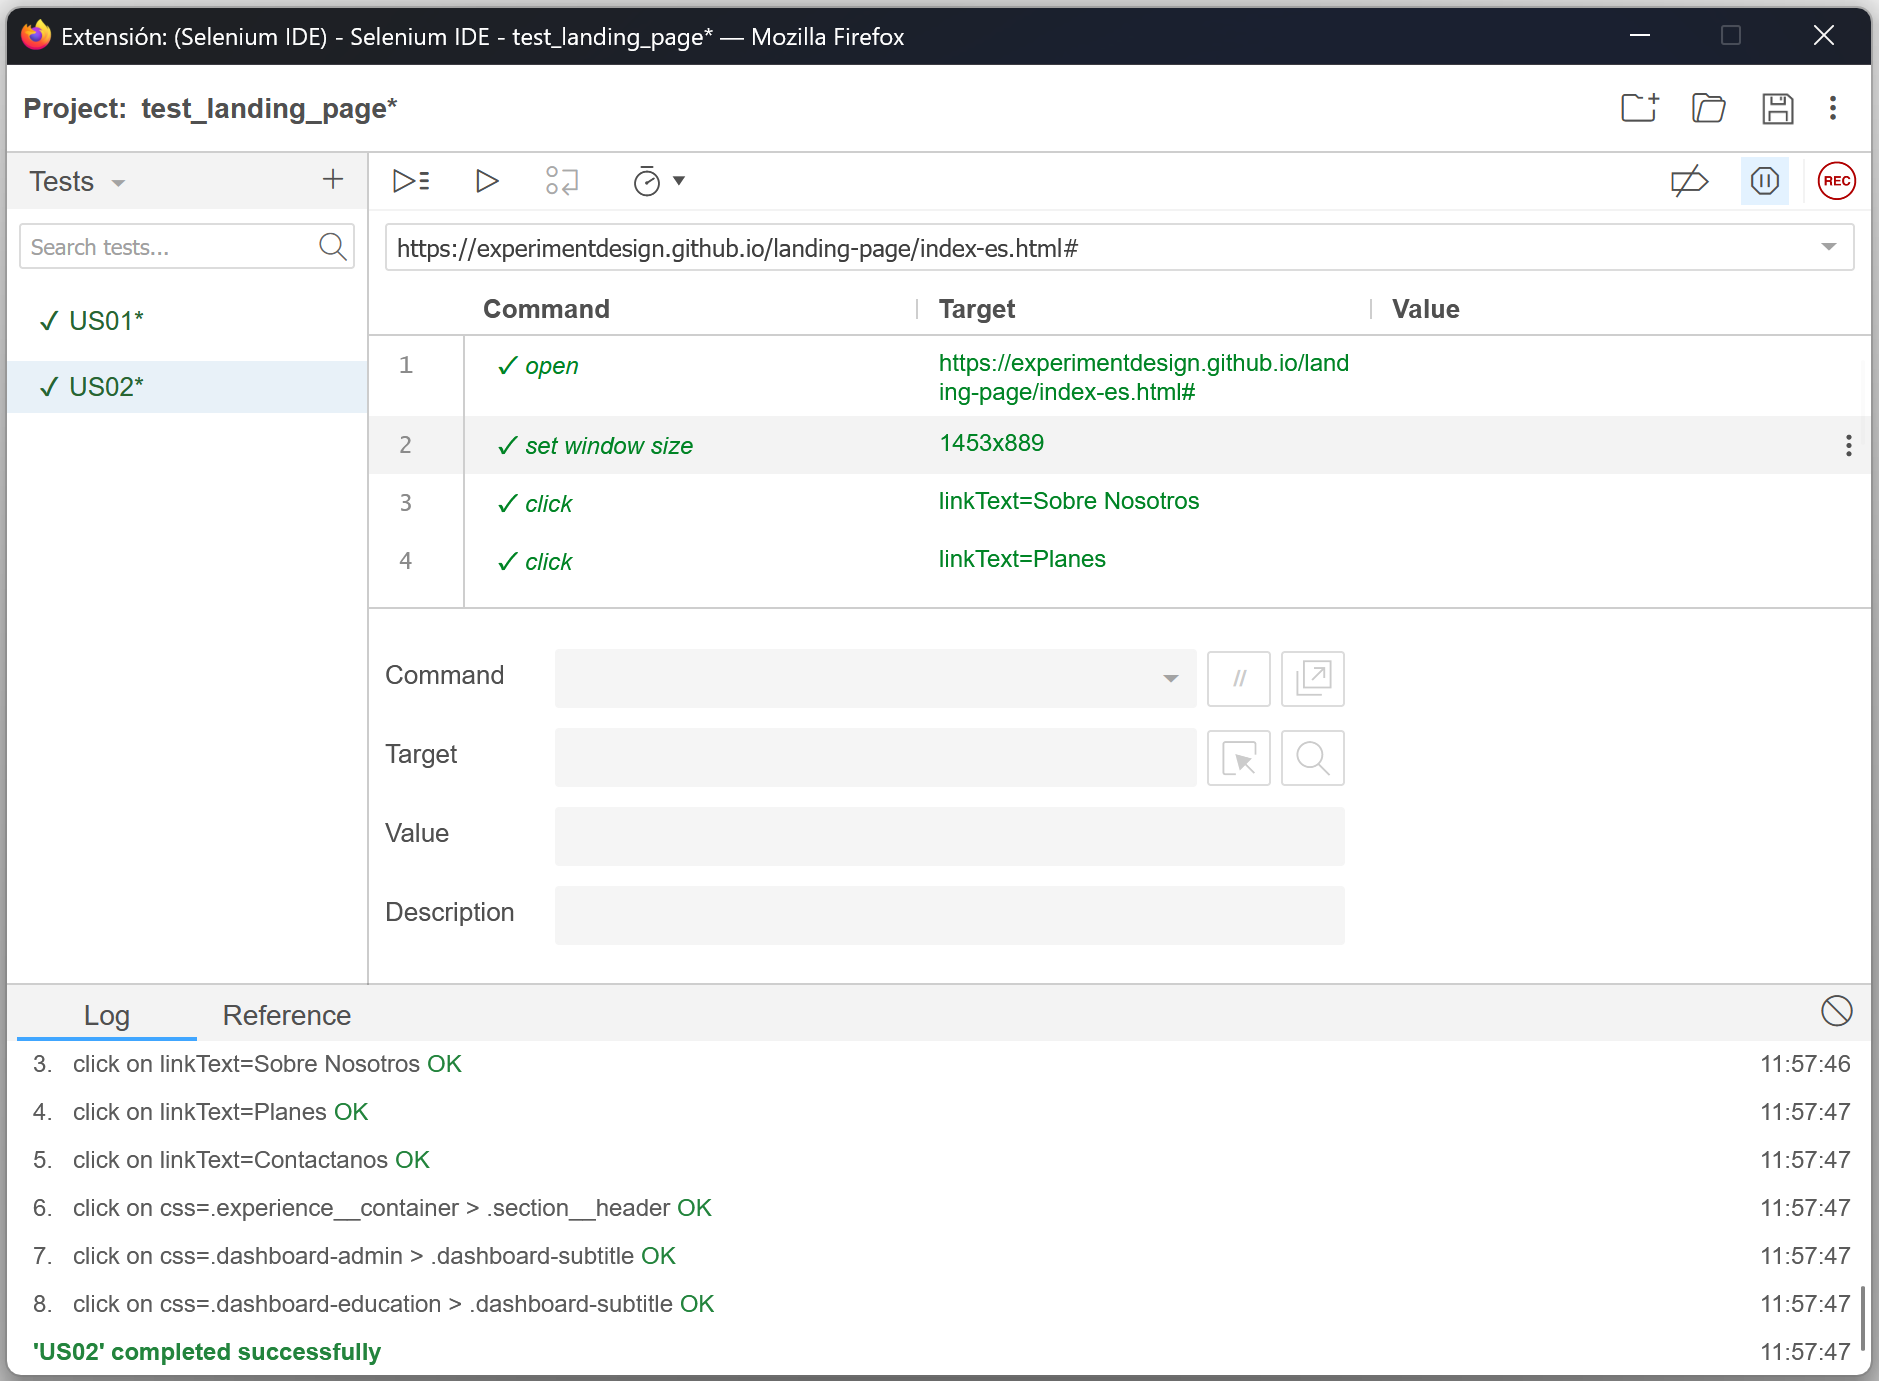 Extensión: (Selenium IDE) - Selenium IDE - test_landing_page* — Mozilla Firefox
Project: test_landing_page*
Tests
REC
Search tests...
https://experimentdesign.github.io/landing-page/index-es.html#
✓ US01*
✓ US02*
Command Target Value
1 ✓ open https://experimentdesign.github.io/land
ing-page/index-es.html#
2 ✓ set window size 1453x889
3 ✓ click linkText=Sobre Nosotros
4 ✓ click linkText=Planes
Command //
Target
Value
Description
Log Reference
3. click on linkText=Sobre Nosotros OK 11:57:46
4. click on linkText=Planes OK 11:57:47
5. click on linkText=Contactanos OK 11:57:47
6. click on css=.experience__container > .section__header OK 11:57:47
7. click on css=.dashboard-admin > .dashboard-subtitle OK 11:57:47
8. click on css=.dashboard-education > .dashboard-subtitle OK 11:57:47
'US02' completed successfully 11:57:47